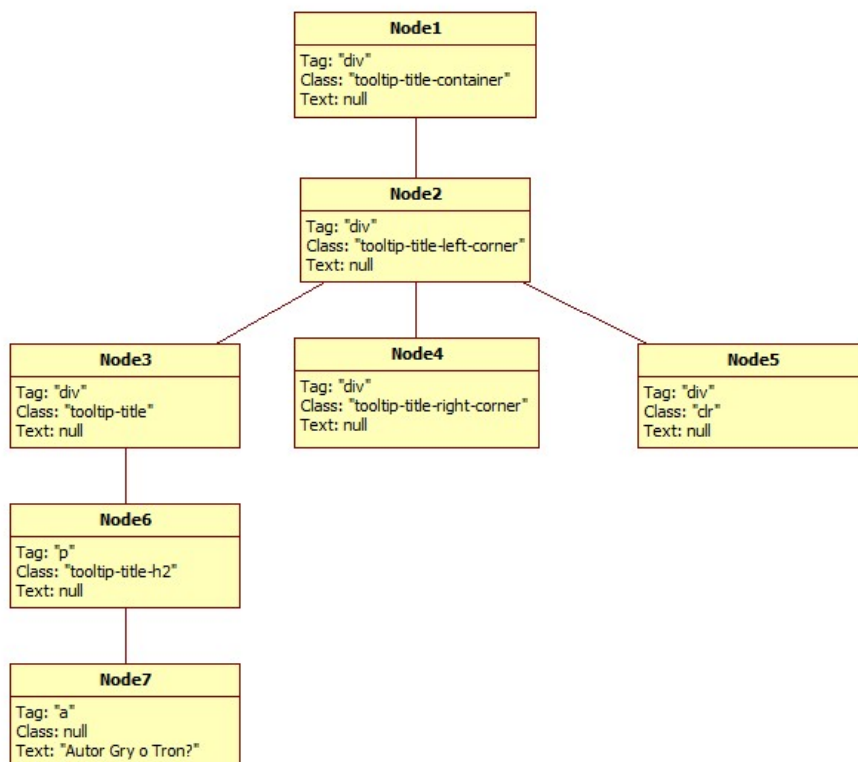 Node1
Tag: "div"
Class: "tooltip-title-container"
Text: null
Node2
Tag: "div"
Class: "tooltip-title-left-corner"
Text: null
Node3
Tag: "div"
Class: "tooltip-title"
Text: null
Node4
Tag: "div"
Class: "tooltip-title-right-corner"
Text: null
Node5
Tag: "div"
Class: "clr"
Text: null
Node6
Tag: "p"
Class: "tooltip-title-h2"
Text: null
Node7
Tag: "a"
Class: null
Text: "Autor Gry o Tron?"